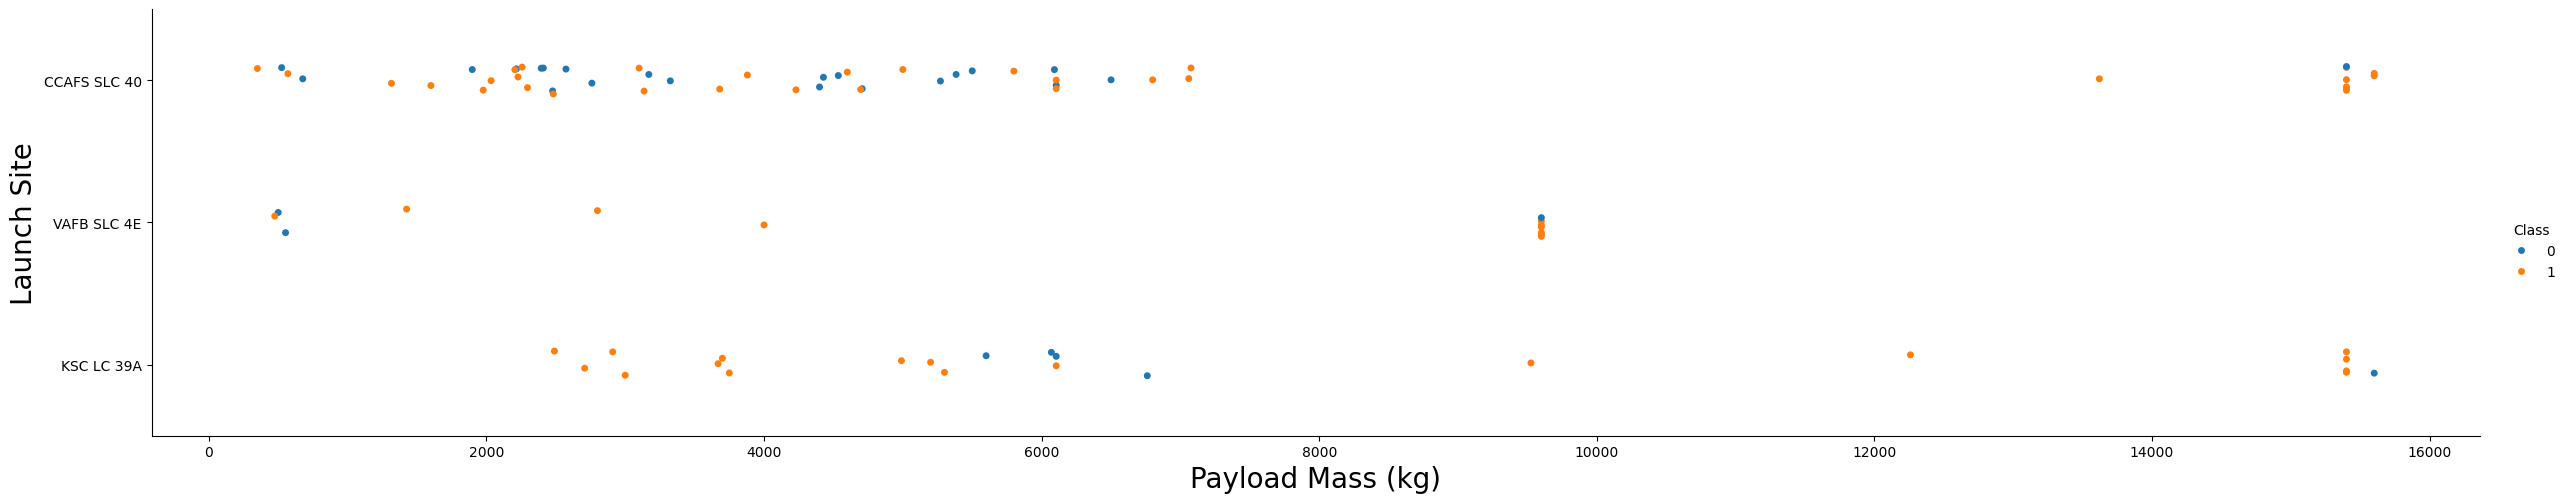 Launch Site
CCAFS SLC 40
VAFB SLC 4E
KSC LC 39A
0 2000 4000 6000 8000 10000 12000 14000 16000
Payload Mass (kg)
Class
0
1